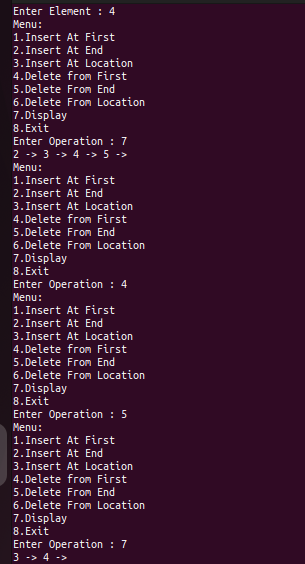 Enter Element : 4
Menu:
1.Insert At First
2.Insert At End
3.Insert At Location
4.Delete from First
5.Delete From End
6.Delete From Location
7.Display
8.Exit
Enter Operation : 7
2 -> 3 -> 4 -> 5 ->
Menu:
1.Insert At First
2.Insert At End
3.Insert At Location
4.Delete from First
5.Delete From End
6.Delete From Location
7.Display
8.Exit
Enter Operation : 4
Menu:
1.Insert At First
2.Insert At End
3.Insert At Location
4.Delete from First
5.Delete From End
6.Delete From Location
7.Display
8.Exit
Enter Operation : 5
Menu:
1.Insert At First
2.Insert At End
3.Insert At Location
4.Delete from First
5.Delete From End
6.Delete From Location
7.Display
8.Exit
Enter Operation : 7
3 -> 4 ->